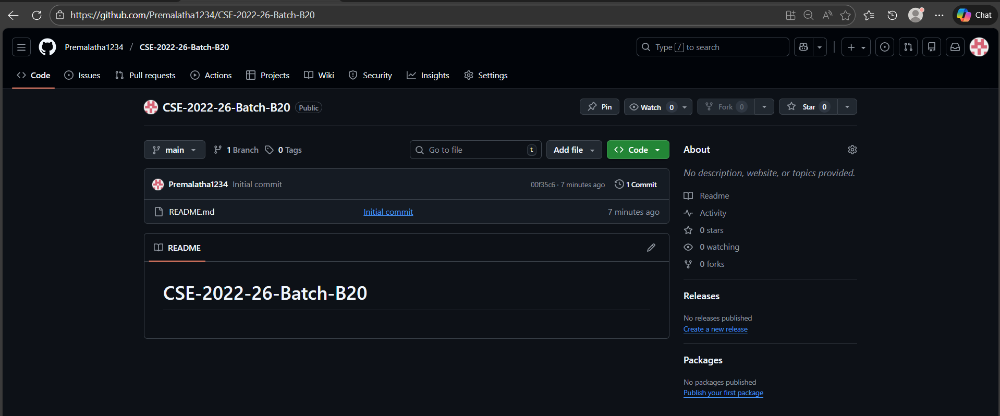 https://github.com/Premalatha1234/CSE-2022-26-Batch-B20
Chat
Premalatha1234 / CSE-2022-26-Batch-B20
Type / to search
Code Issues Pull requests Actions Projects Wiki Security Insights Settings
CSE-2022-26-Batch-B20 Public
Pin Watch 0 Fork 0 Star 0
main 1 Branch 0 Tags
Go to file t Add file Code
Premalatha1234 Initial commit 00f35c6 · 7 minutes ago 1 Commit
README.md Initial commit 7 minutes ago
README
CSE-2022-26-Batch-B20
About
No description, website, or topics provided.
Readme
Activity
0 stars
0 watching
0 forks
Releases
No releases published
Create a new release
Packages
No packages published
Publish your first package